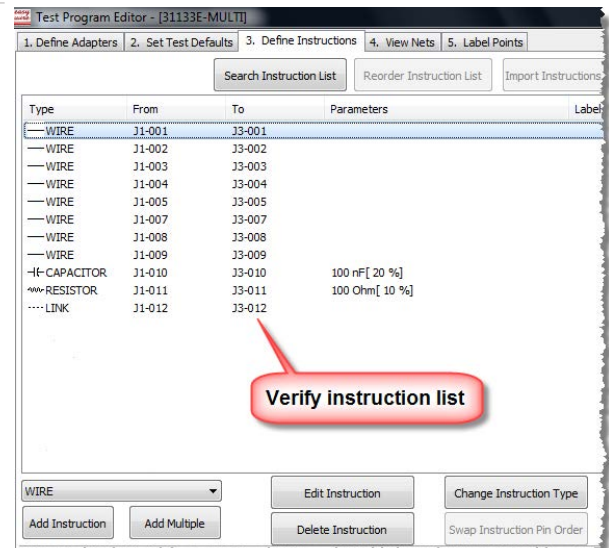 Test Program Editor - [31133E-MULTI]
1. Define Adapters 2. Set Test Defaults 3. Define Instructions 4. View Nets 5. Label Points
Search Instruction List Reorder Instruction List Import Instructions
Type From To Parameters Label
WIRE J1-001 J3-001
WIRE J1-002 J3-002
WIRE J1-003 J3-003
WIRE J1-004 J3-004
WIRE J1-005 J3-005
WIRE J1-007 J3-007
WIRE J1-008 J3-008
WIRE J1-009 J3-009
CAPACITOR J1-010 J3-010 100 nF[ 20 %]
RESISTOR J1-011 J3-011 100 Ohm[ 10 %]
LINK J1-012 J3-012
Verify instruction list
WIRE Edit Instruction Change Instruction Type
Add Instruction Add Multiple Delete Instruction Swap Instruction Pin Order